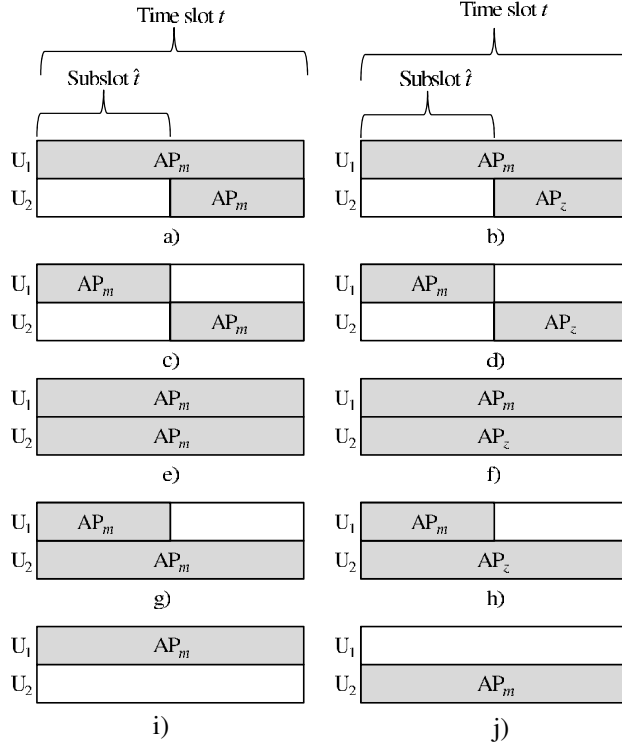 Time slot t Time slot t
Subslot t̂ Subslot t̂
U1 APm U1 APm
U2 APm U2 APz
a) b)
U1 APm U1 APm
U2 APm U2 APz
c) d)
U1 APm U1 APm
U2 APm U2 APz
e) f)
U1 APm U1 APm
U2 APm U2 APz
g) h)
U1 APm U1
U2 U2 APm
i) j)